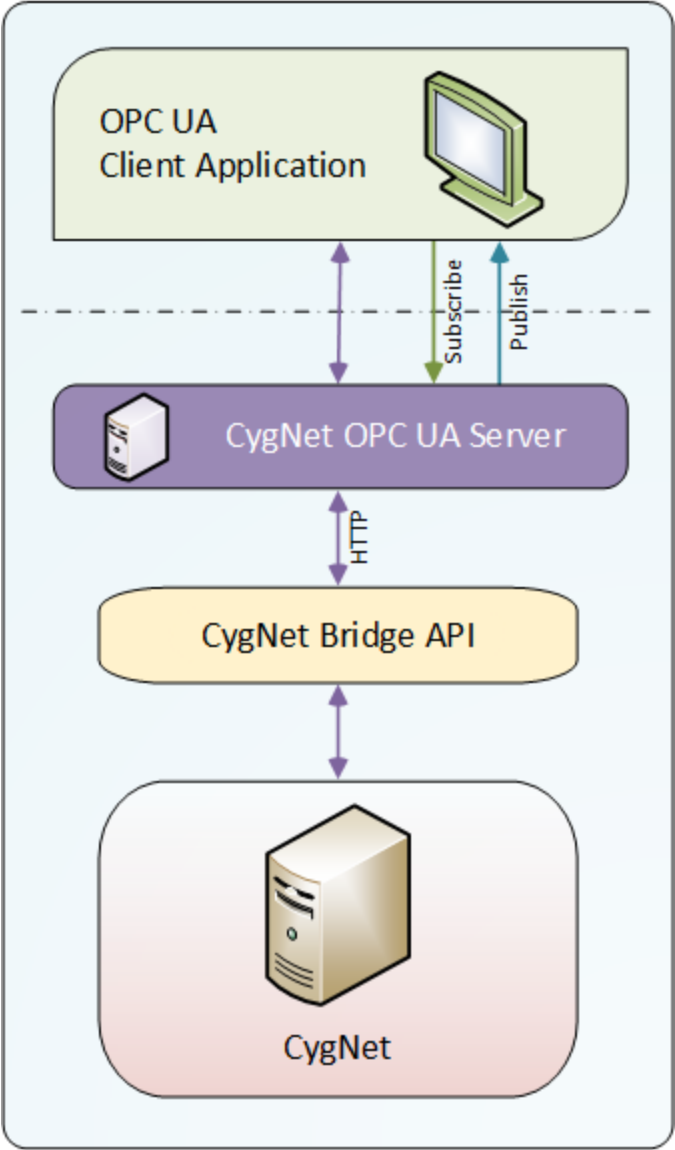 OPC UA
Client Application
Subscribe
Publish
CygNet OPC UA Server
HTTP
CygNet Bridge API
CygNet